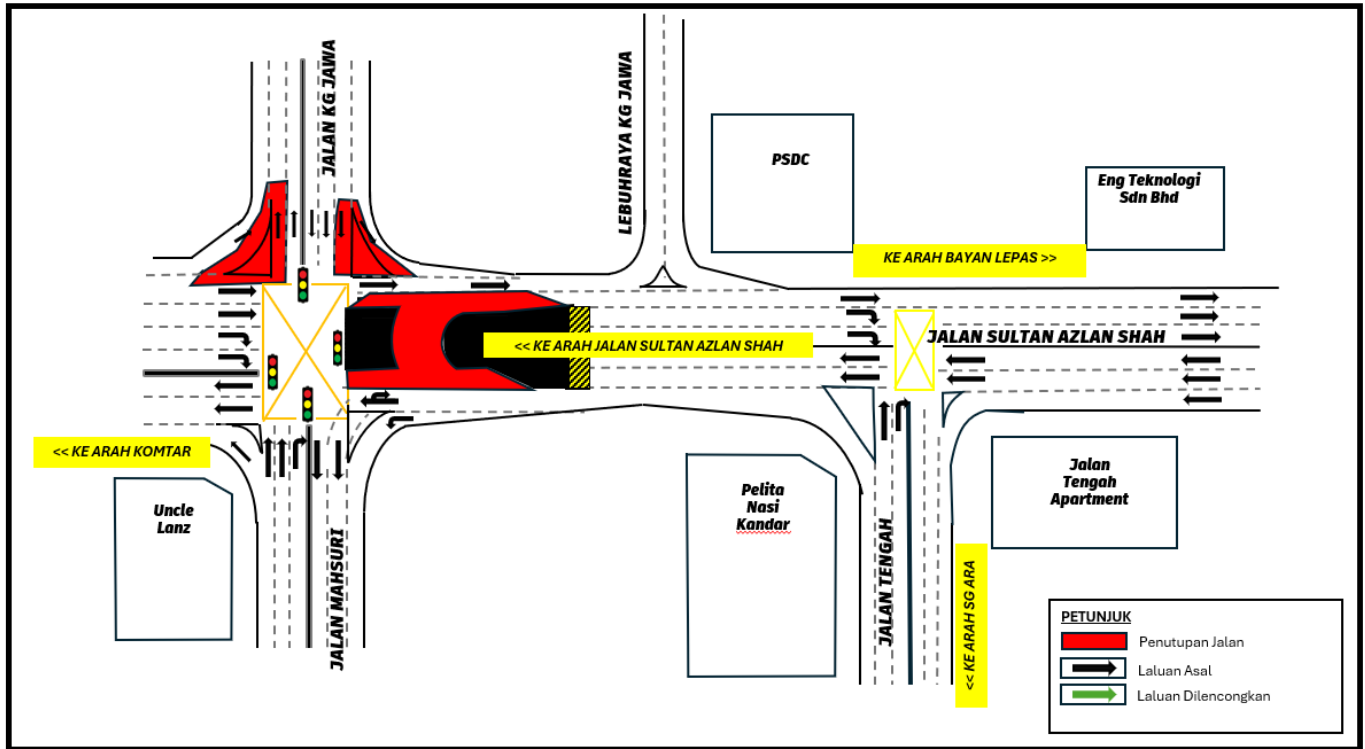 JALAN KG JAWA
LEBUHRAYA KG JAWA
PSDC
Eng Teknologi
Sdn Bhd
KE ARAH BAYAN LEPAS >>
<< KE ARAH JALAN SULTAN AZLAN SHAH
JALAN SULTAN AZLAN SHAH
<< KE ARAH KOMTAR
Uncle
Lanz
JALAN MAHSURI
Pelita
Nasi
Kandar
JALAN TENGAH
<< KE ARAH SG ARA
Jalan
Tengah
Apartment
PETUNJUK
Penutupan Jalan
Laluan Asal
Laluan Dilencongkan